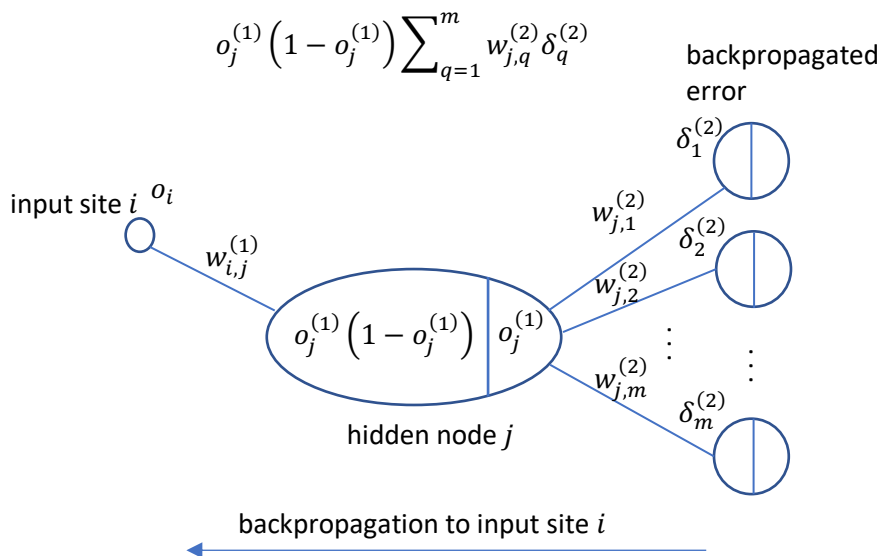 o_j^{(1)} (1 − o_j^{(1)}) ∑_{q=1}^{m} w_{j,q}^{(2)} δ_q^{(2)}
backpropagated
error
δ_1^{(2)}
input site i o_i
w_{i,j}^{(1)}
w_{j,1}^{(2)}
δ_2^{(2)}
w_{j,2}^{(2)}
o_j^{(1)} (1 − o_j^{(1)}) o_j^{(1)}
⋮ ⋮
w_{j,m}^{(2)}
δ_m^{(2)}
hidden node j
backpropagation to input site i